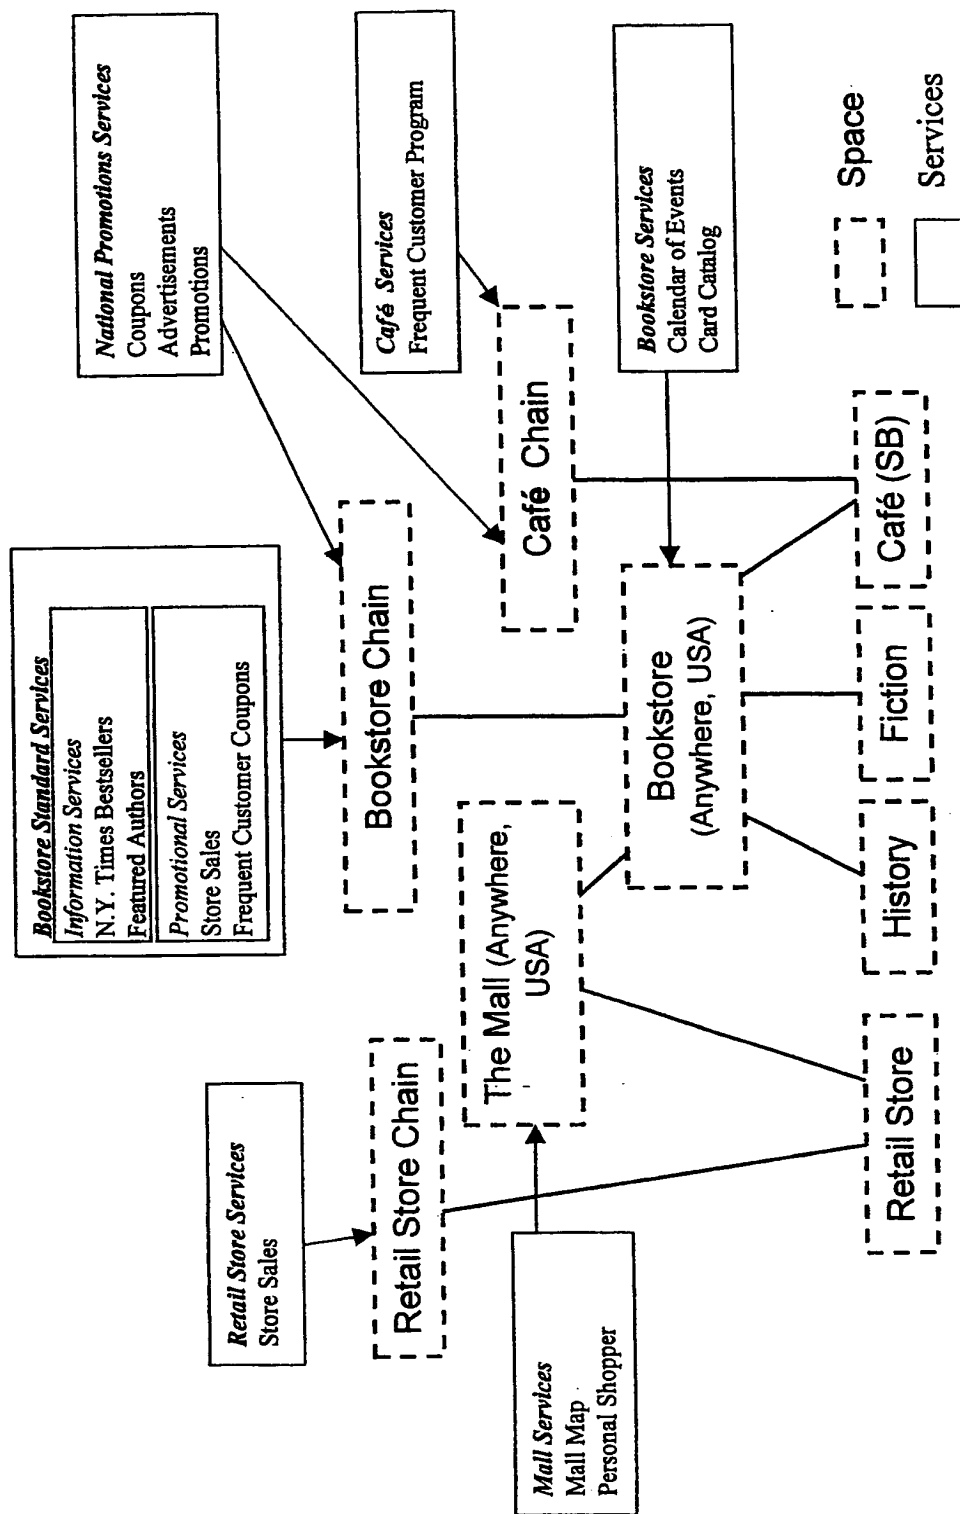 Bookstore Standard Services
Information Services
N.Y. Times Bestsellers
Featured Authors
Promotional Services
Store Sales
Frequent Customer Coupons
National Promotions Services
Coupons
Advertisements
Promotions
Retail Store Services
Store Sales
Café Services
Frequent Customer Program
Retail Store Chain
Bookstore Chain
The Mall (Anywhere,
USA)
Café Chain
Mall Services
Mall Map
Personal Shopper
Bookstore
(Anywhere, USA)
Bookstore Services
Calendar of Events
Card Catalog
Retail Store
History
Fiction
Café (SB)
Space
Services